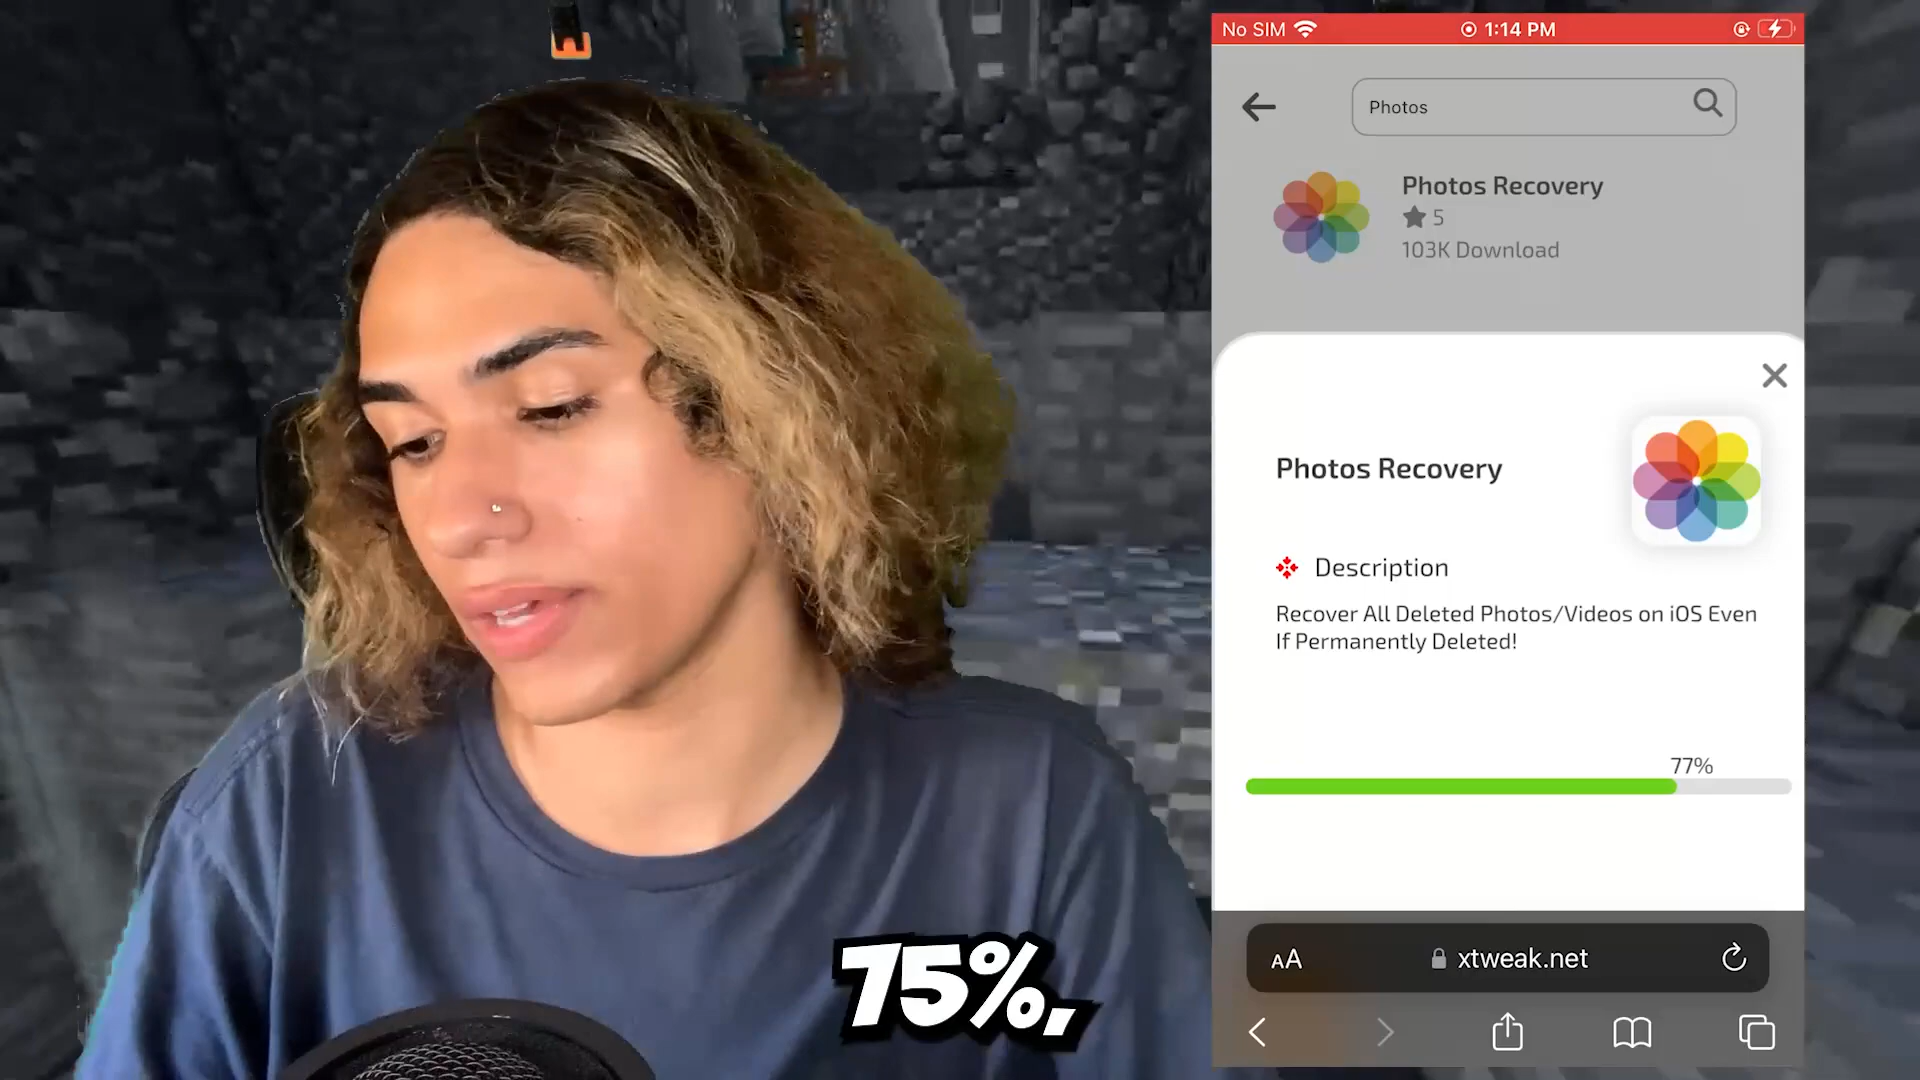 No SIM
1:14 PM
Photos
Photos Recovery
5
103K Download
Photos Recovery
Description
Recover All Deleted Photos/Videos on iOS Even
If Permanently Deleted!
77%
75%,
AA
xtweak.net